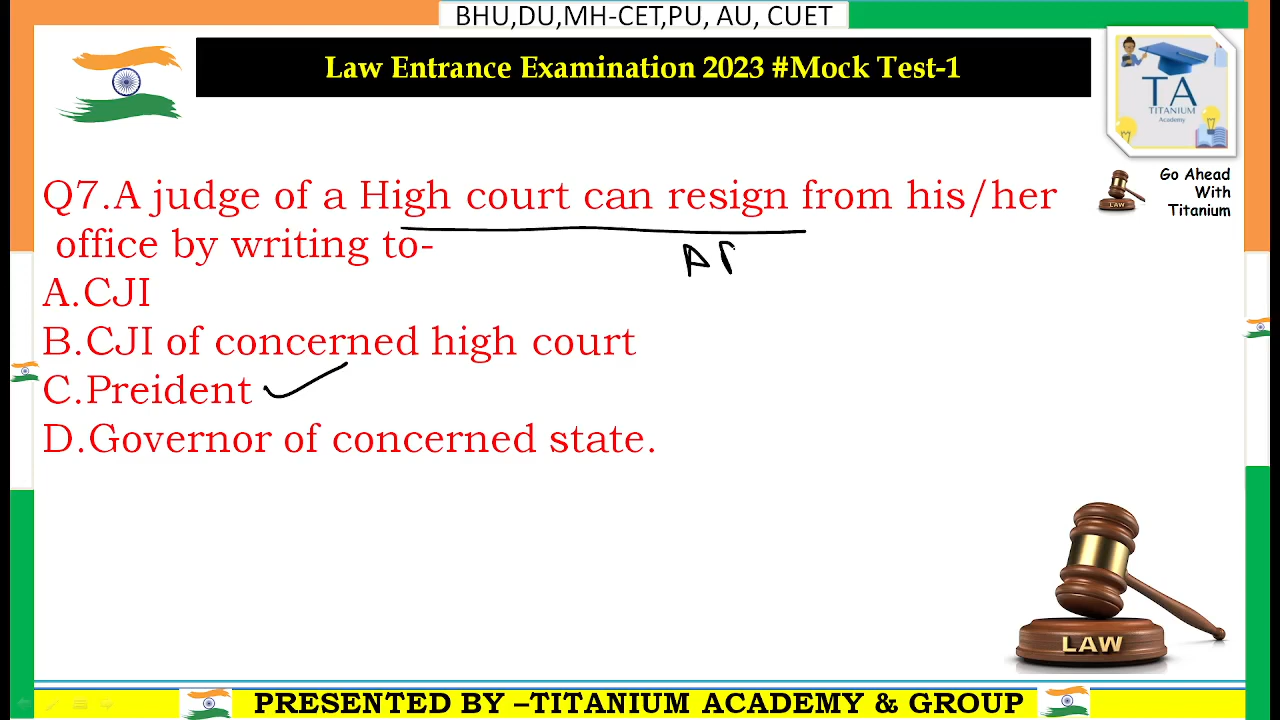 BHU,DU,MH-CET,PU, AU, CUET
Law Entrance Examination 2023 #Mock Test-1
TA
TITANIUM
Academy
Go Ahead
With
Titanium
LAW
Q7.A judge of a High court can resign from his/her
office by writing to-
A.CJI
B.CJI of concerned high court
C.Preident
D.Governor of concerned state.
LAW
PRESENTED BY –TITANIUM ACADEMY & GROUP